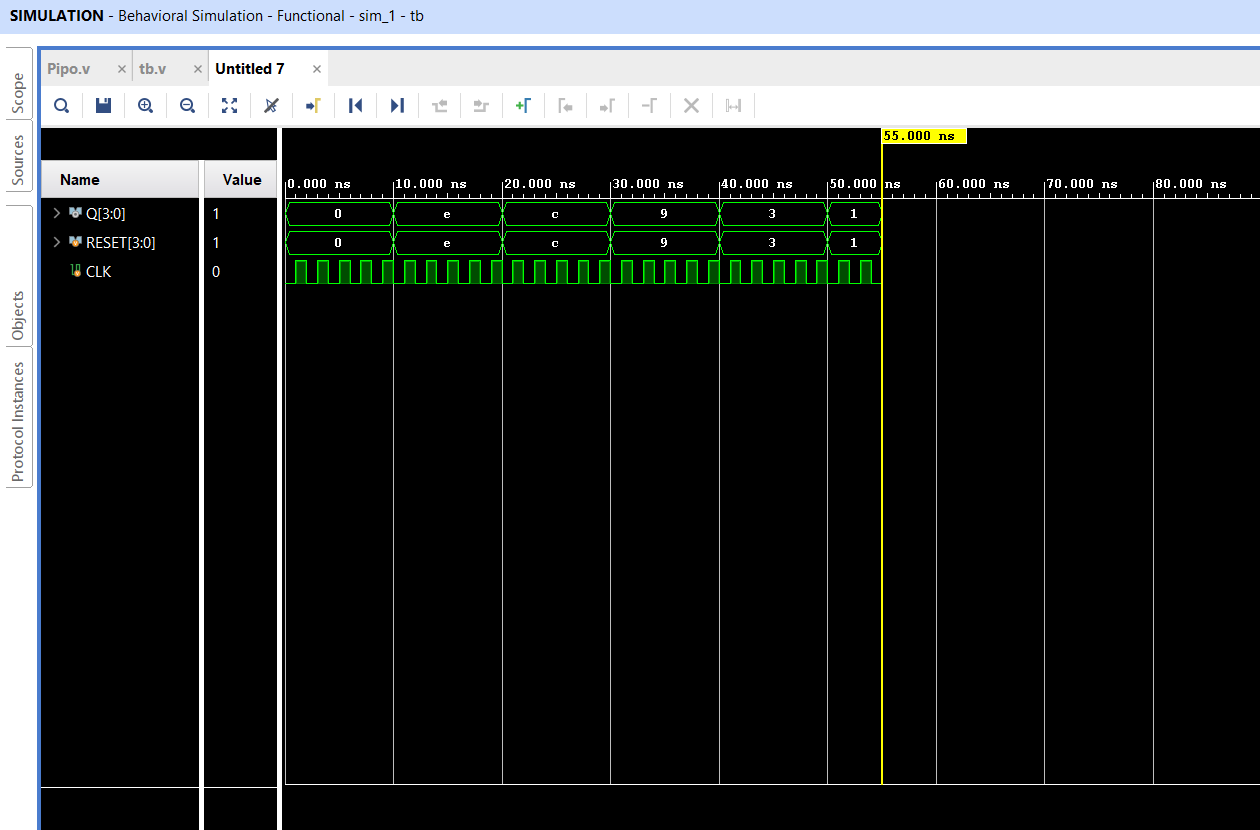 SIMULATION - Behavioral Simulation - Functional - sim_1 - tb
Scope
Sources
Objects
Protocol Instances
Pipo.v × tb.v × Untitled 7 ×
55.000 ns
Name Value
0.000 ns 10.000 ns 20.000 ns 30.000 ns 40.000 ns 50.000 ns 60.000 ns 70.000 ns 80.000 ns
Q[3:0] 1 0 e c 9 3 1
RESET[3:0] 1 0 e c 9 3 1
CLK 0